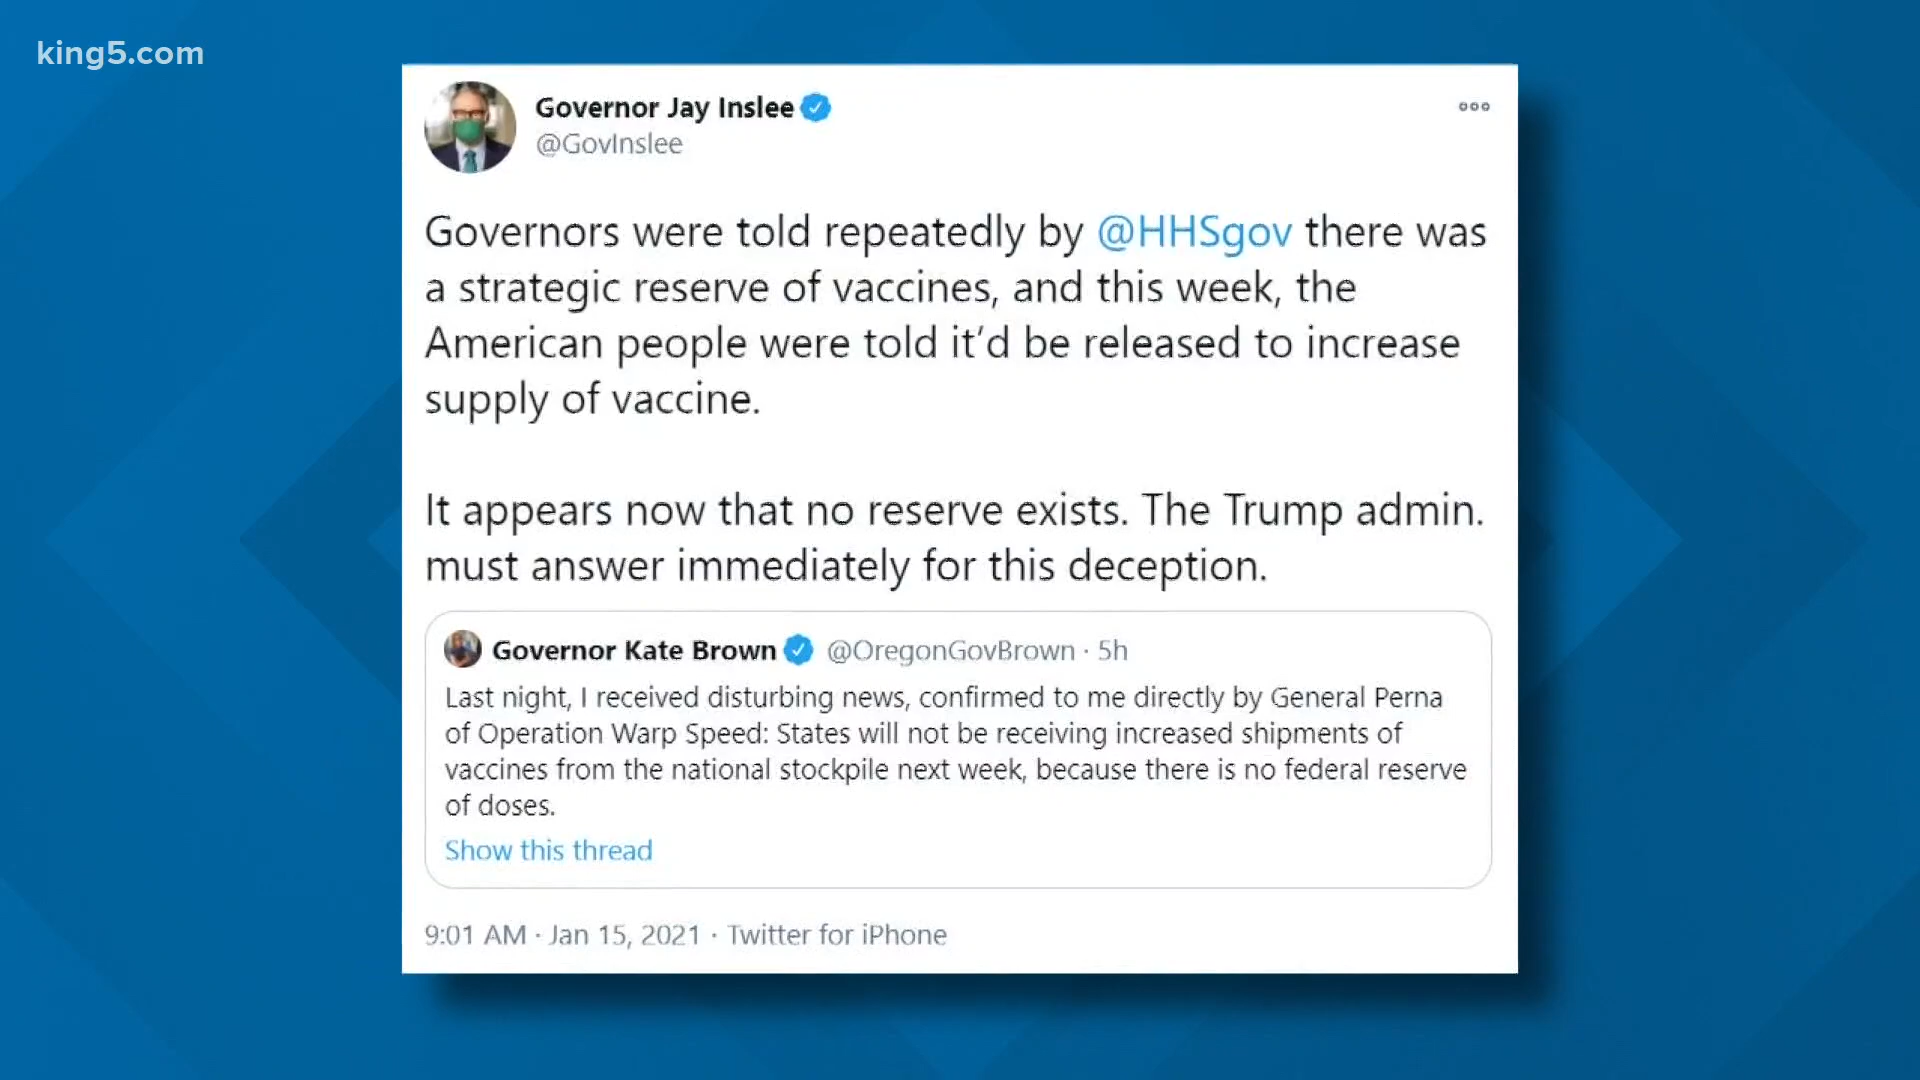 king5.com
Governor Jay Inslee
@GovInslee
Governors were told repeatedly by @HHSgov there was
a strategic reserve of vaccines, and this week, the
American people were told it’d be released to increase
supply of vaccine.
It appears now that no reserve exists. The Trump admin.
must answer immediately for this deception.
Governor Kate Brown @OregonGovBrown · 5h
Last night, I received disturbing news, confirmed to me directly by General Perna
of Operation Warp Speed: States will not be receiving increased shipments of
vaccines from the national stockpile next week, because there is no federal reserve
of doses.
Show this thread
9:01 AM · Jan 15, 2021 · Twitter for iPhone